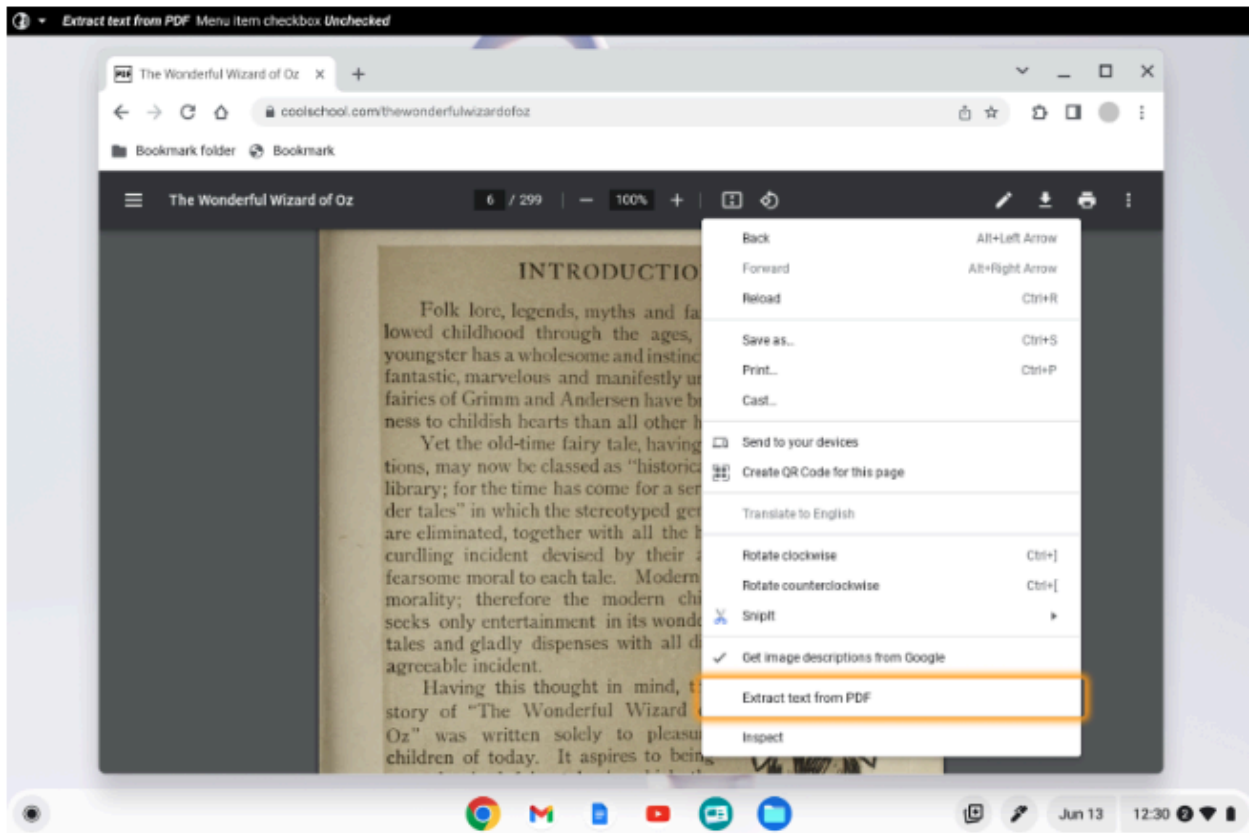 Extract text from PDF Menu item checkbox Unchecked
The Wonderful Wizard of Oz
coolschool.com/thewonderfulwizardofoz
Bookmark folder Bookmark
The Wonderful Wizard of Oz 6 / 299 100%
INTRODUCTIO
Folk lore, legends, myths and fa
lowed childhood through the ages,
youngster has a wholesome and instinc
fantastic, marvelous and manifestly un
fairies of Grimm and Andersen have br
ness to childish hearts than all other h
Yet the old-time fairy tale, having
tions, may now be classed as "historica
library; for the time has come for a ser
der tales" in which the stereotyped gen
are eliminated, together with all the h
curdling incident devised by their a
fearsome moral to each tale. Modern
morality; therefore the modern chi
seeks only entertainment in its wonde
tales and gladly dispenses with all di
agreeable incident.
Having this thought in mind, t
story of "The Wonderful Wizard
Oz" was written solely to pleasu
children of today. It aspires to being
Back Alt+Left Arrow
Forward Alt+Right Arrow
Reload Ctrl+R
Save as... Ctrl+S
Print... Ctrl+P
Cast...
Send to your devices
Create QR Code for this page
Translate to English
Rotate clockwise Ctrl+]
Rotate counterclockwise Ctrl+[
SnipIt
Get image descriptions from Google
Extract text from PDF
Inspect
Jun 13 12:30 2